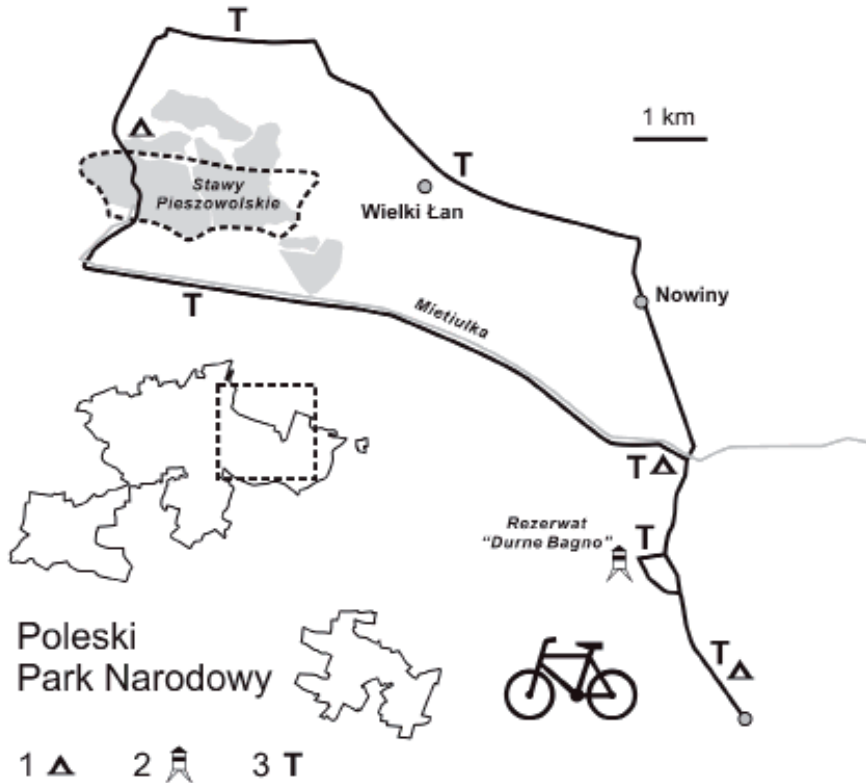 T
1 km
T
Stawy
Pieszowolskie
Wielki Łan
Nowiny
T
Mietiułka
T
Rezerwat
"Durne Bagno"
T
Poleski
Park Narodowy
T
1
2
3 T